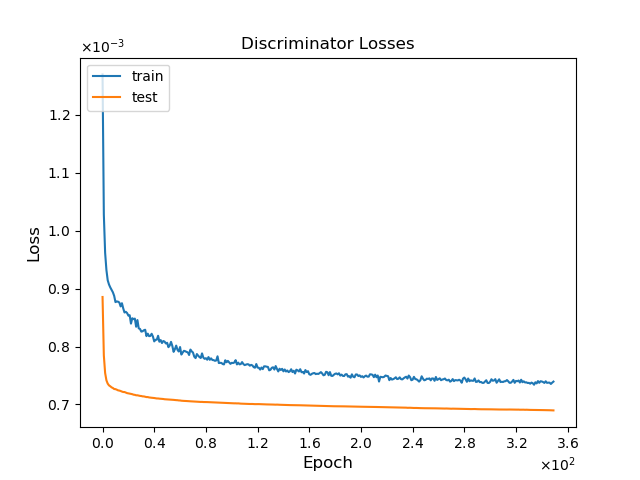 Discriminator Losses
×10⁻³
train
test
1.2
1.1
1.0
0.9
0.8
0.7
Loss
0.0 0.4 0.8 1.2 1.6 2.0 2.4 2.8 3.2 3.6
Epoch
×10²